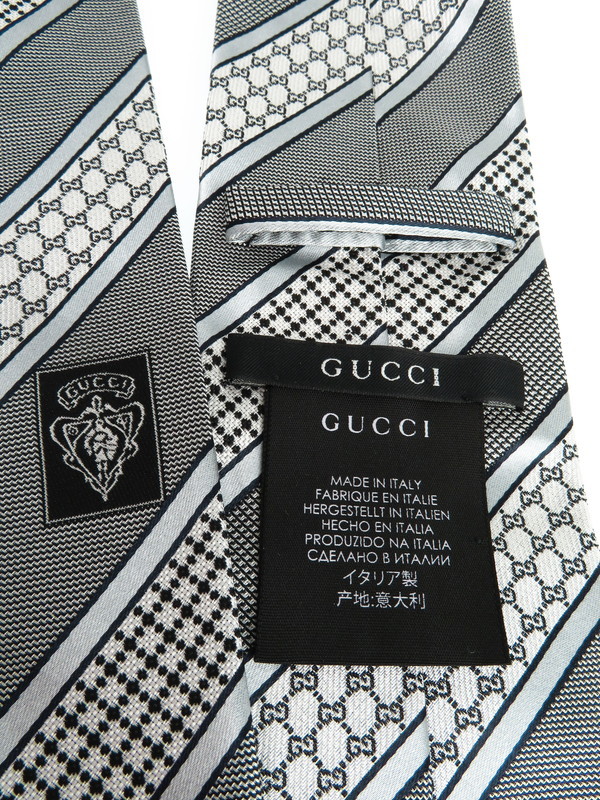 GUCCI
GUCCI
GUCCI
MADE IN ITALY
FABRIQUE EN ITALIE
HERGESTELLT IN ITALIEN
HECHO EN ITALIA
PRODUZIDO NA ITALIA
СДЕЛАНО В ИТАЛИИ
イタリア製
产地:意大利